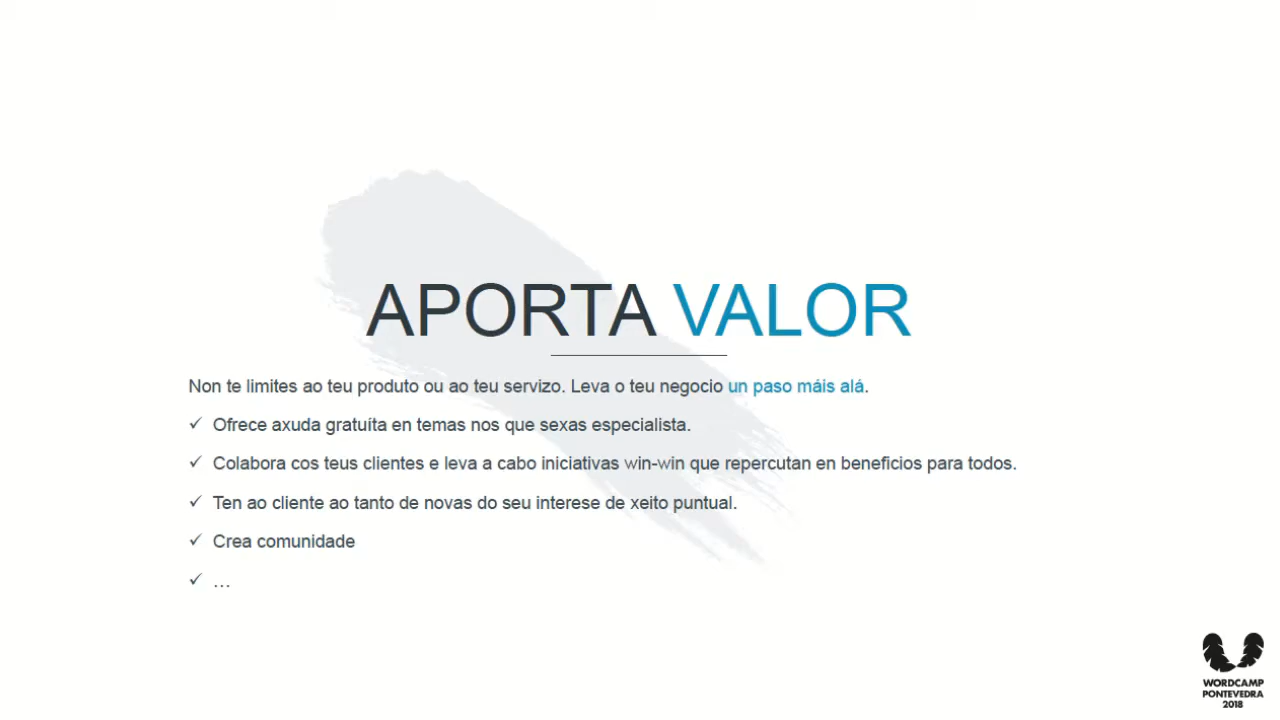 APORTA VALOR
Non te limites ao teu produto ou ao teu servizo. Leva o teu negocio un paso máis alá.
✓ Ofrece axuda gratuíta en temas nos que sexas especialista.
✓ Colabora cos teus clientes e leva a cabo iniciativas win-win que repercutan en beneficios para todos.
✓ Ten ao cliente ao tanto de novas do seu interese de xeito puntual.
✓ Crea comunidade
✓ …
WORDCAMP
PONTEVEDRA
2018